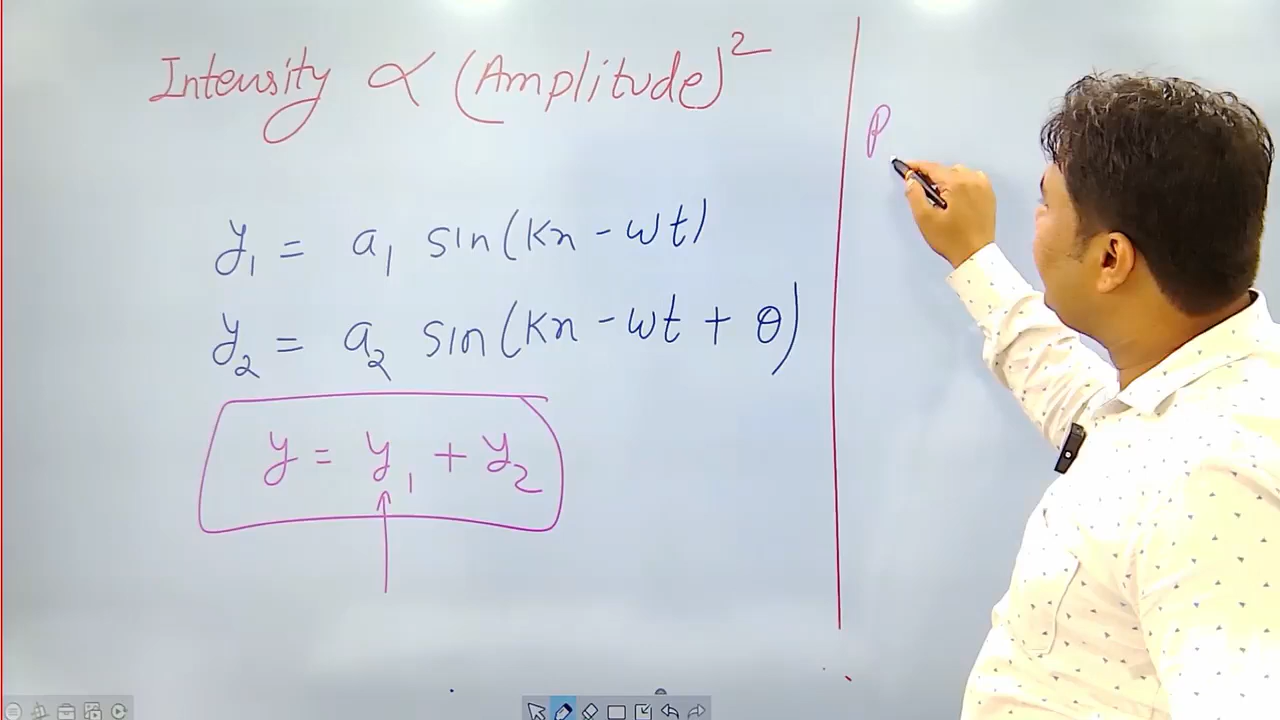 Intensity ∝ (Amplitude)²
y₁ = a₁ sin(kx - ωt)
y₂ = a₂ sin(kx - ωt + θ)
y = y₁ + y₂
P